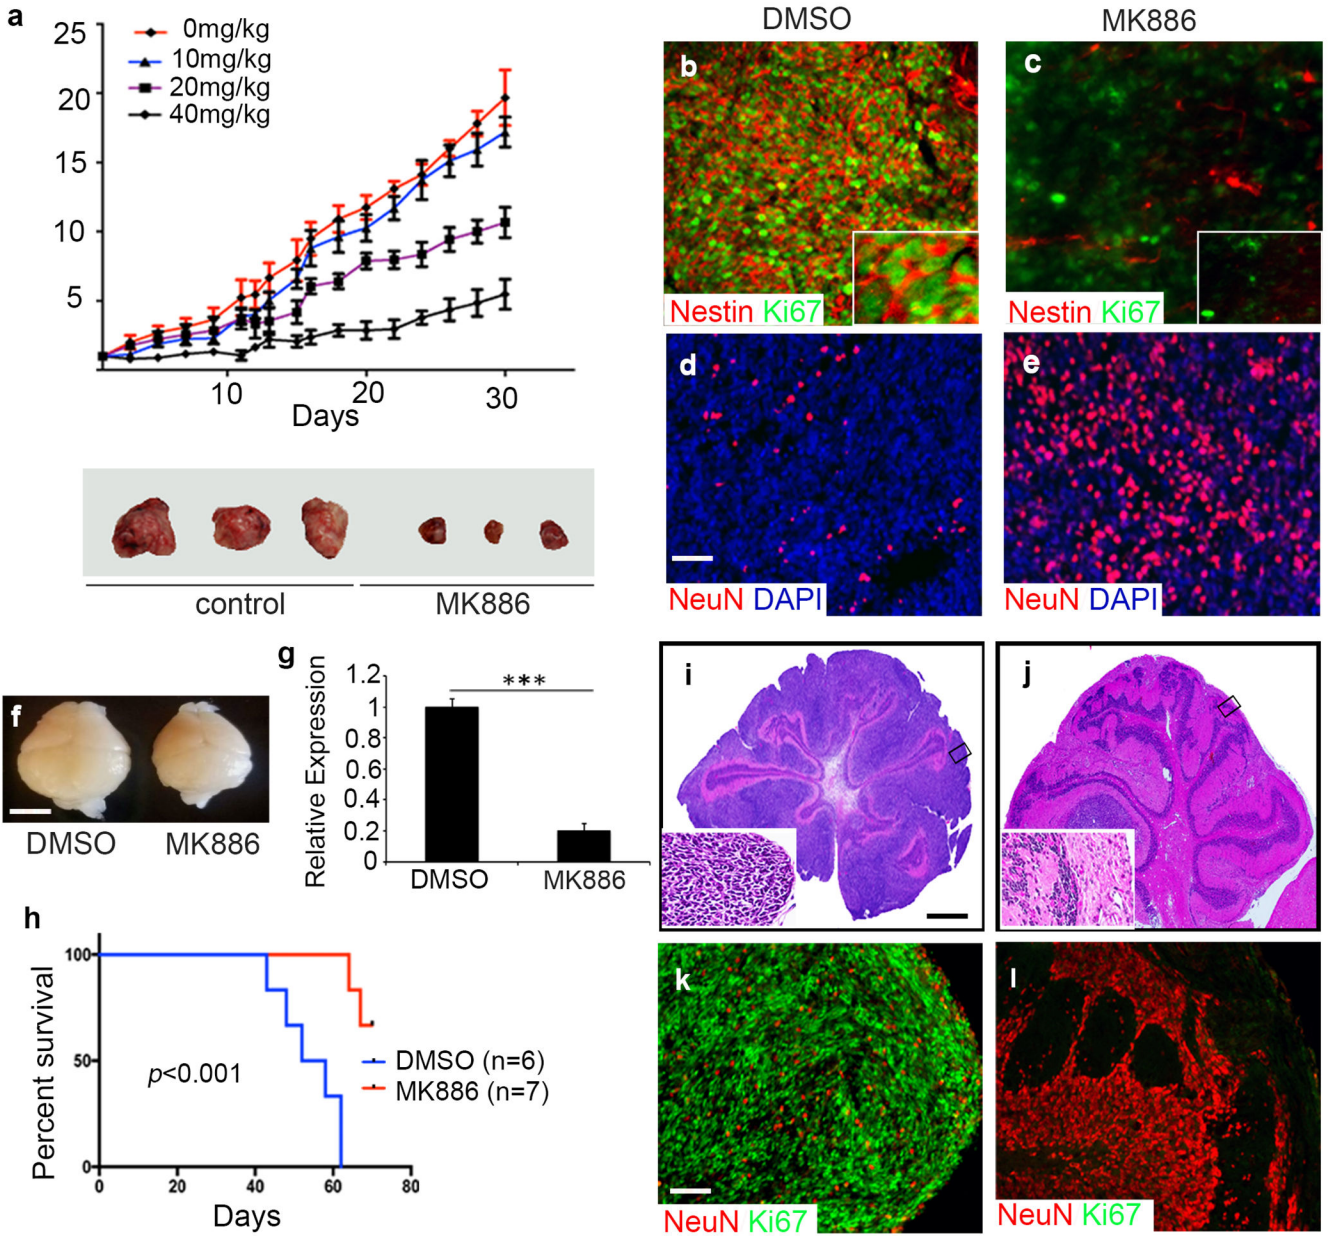 a
25
20
15
10
5
0mg/kg
10mg/kg
20mg/kg
40mg/kg
10 20 30
Days
control MK886
DMSO MK886
b
Nestin Ki67
c
Nestin Ki67
d
NeuN DAPI
e
NeuN DAPI
f
DMSO MK886
g
Relative Expression
1.2
1
0.8
0.6
0.4
0.2
0
***
DMSO MK886
h
Percent survival
100
50
0
p<0.001
DMSO (n=6)
MK886 (n=7)
0 20 40 60 80
Days
i
j
k
NeuN Ki67
l
NeuN Ki67